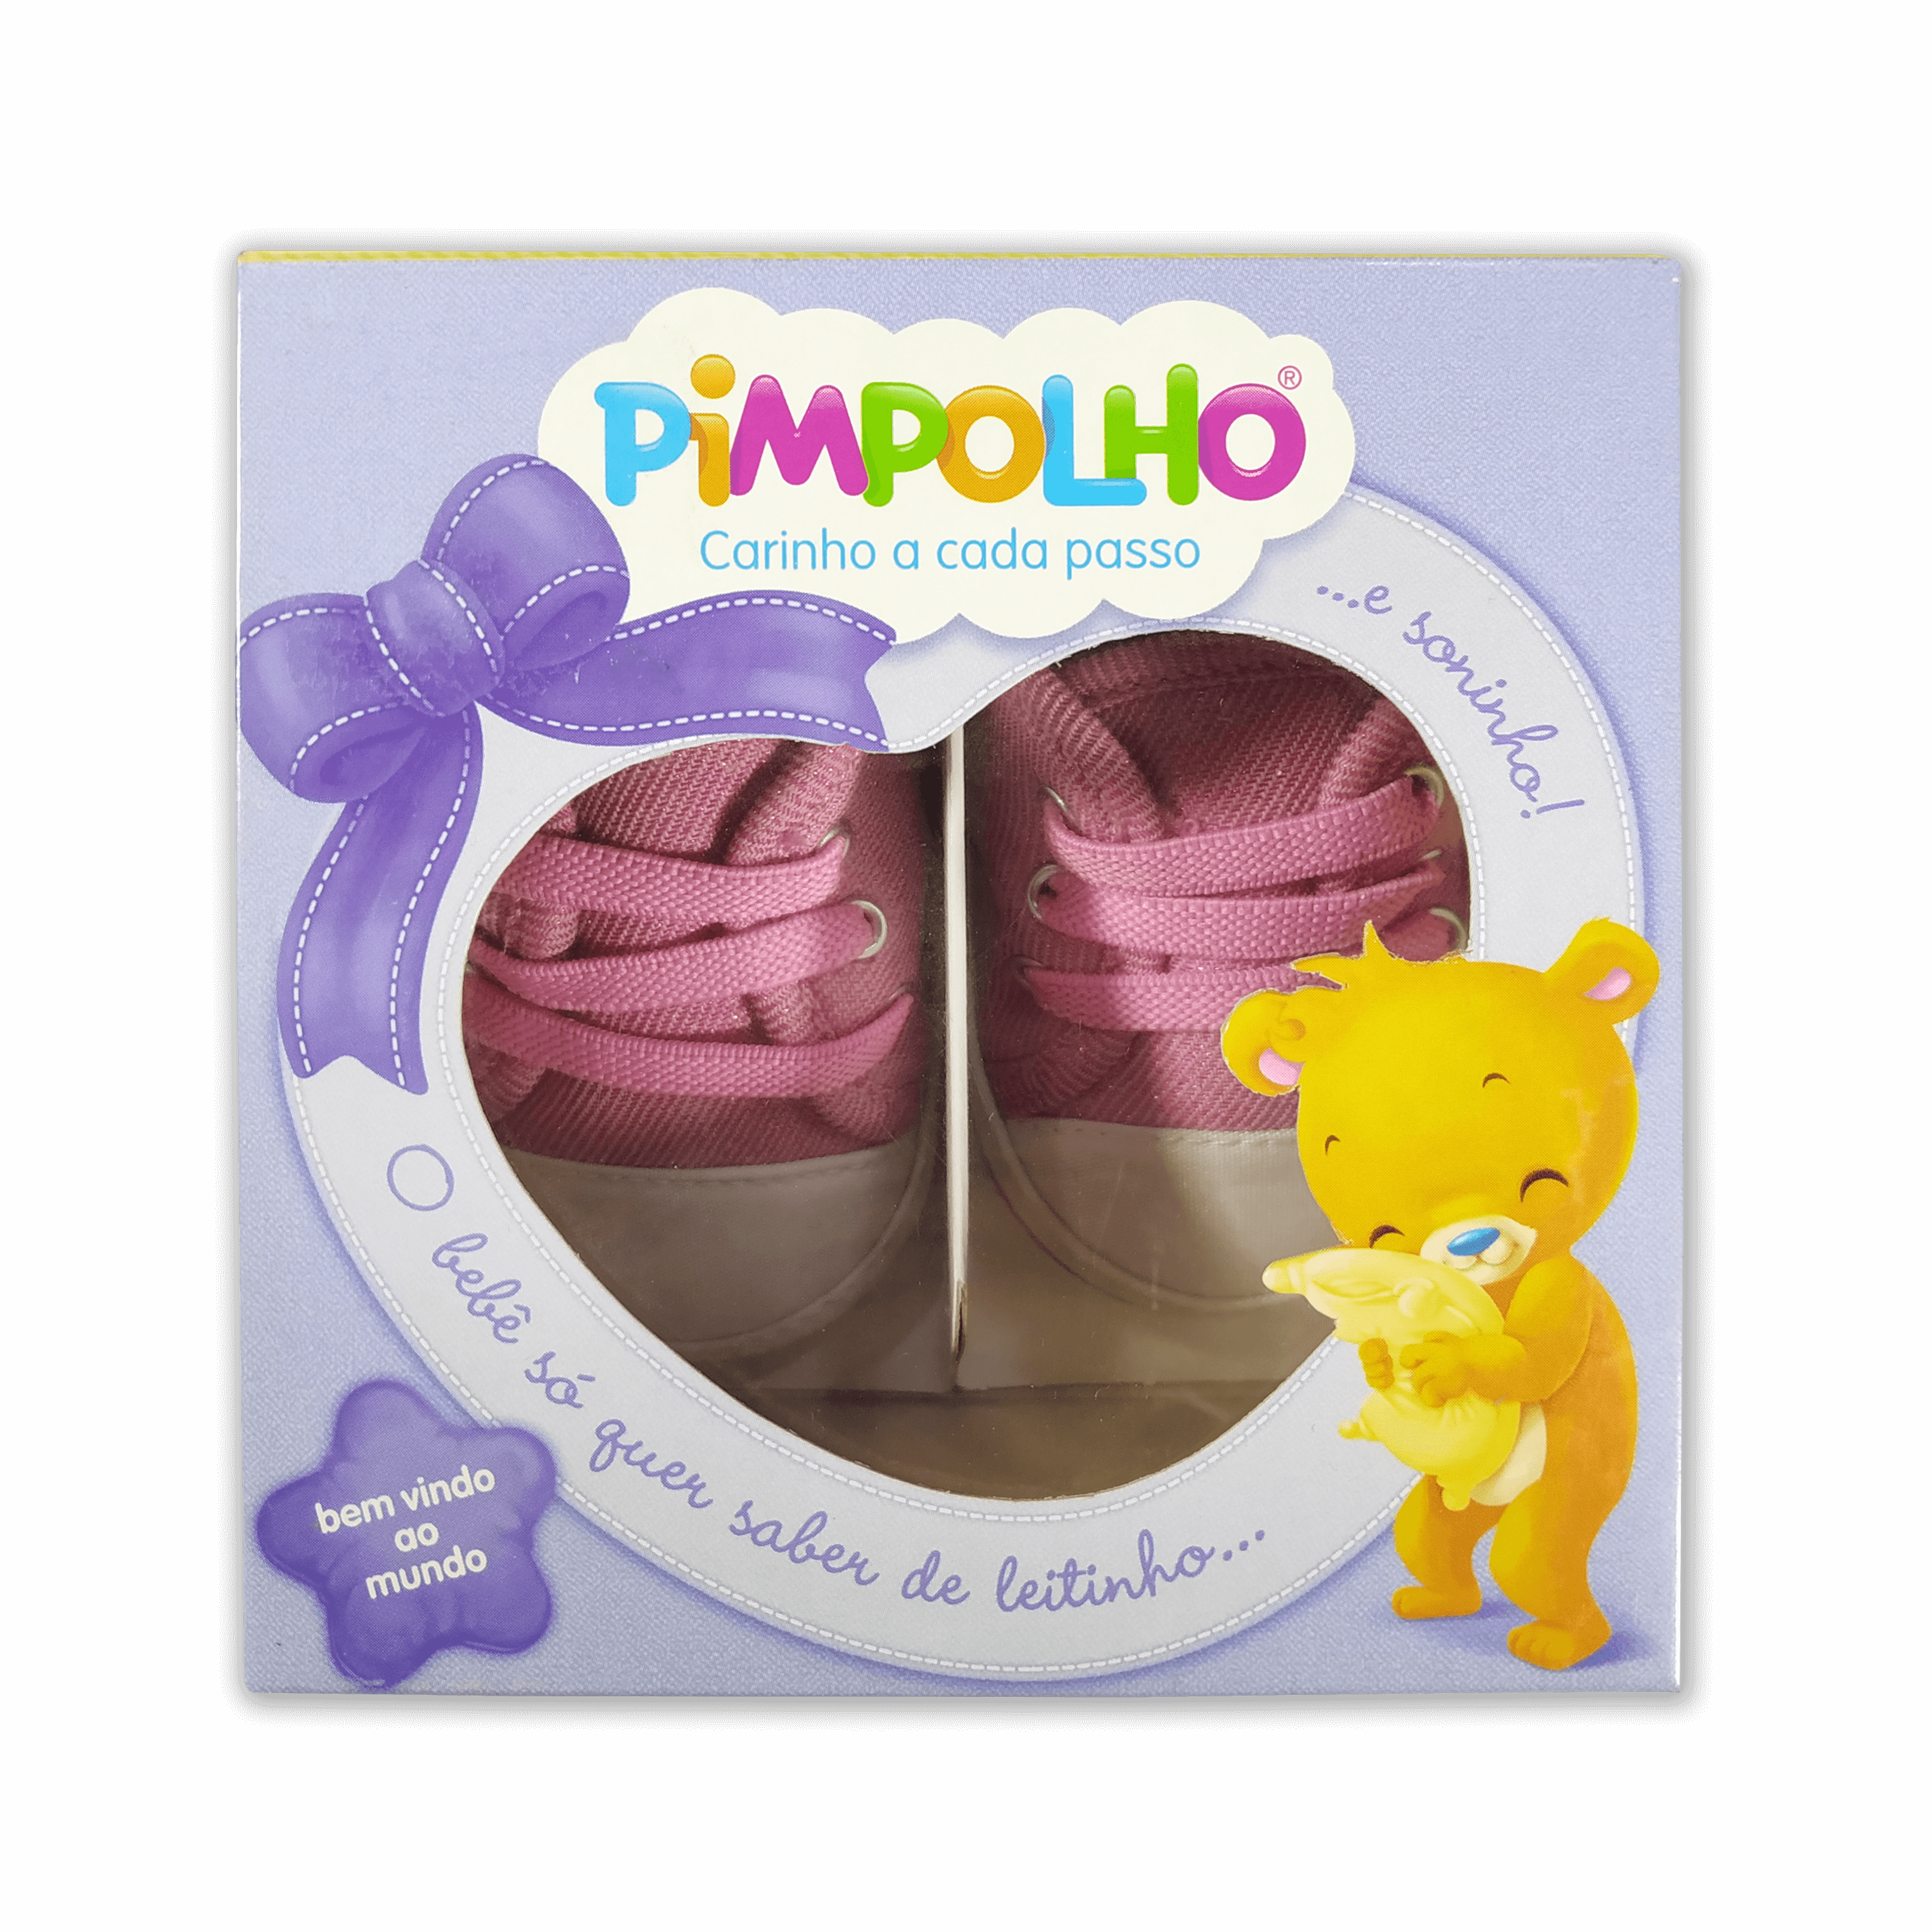 PiMPOLHO®
Carinho a cada passo
...e soninho!
O bebê só quer saber de leitinho...
bem vindo
ao
mundo